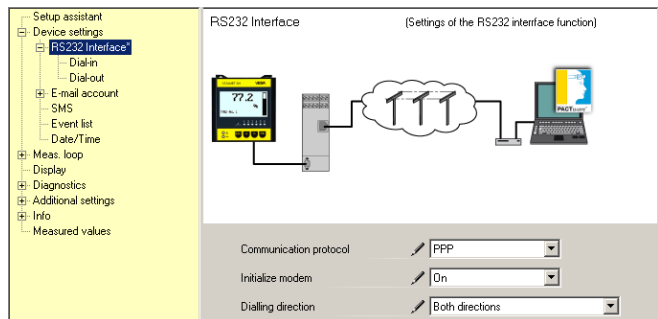 Setup assistant
Device settings
RS232 Interface*
Dial-in
Dial-out
E-mail account
SMS
Event list
Date/Time
Meas. loop
Display
Diagnostics
Additional settings
Info
Measured values
RS232 Interface (Settings of the RS232 interrface function)
77.2
PACTware
Communication protocol PPP
Initialize modem On
Dialling direction Both directions